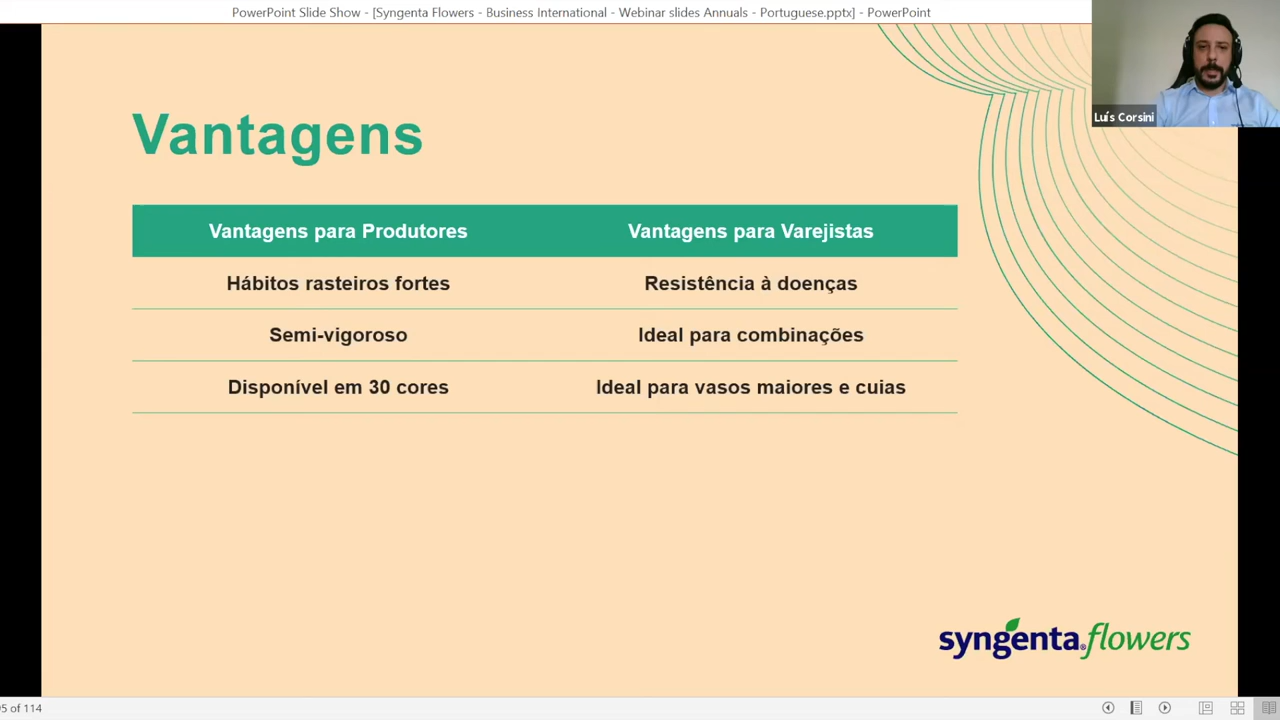 PowerPoint Slide Show - [Syngenta Flowers - Business International - Webinar slides Annuals - Portuguese.pptx] - PowerPoint
Luís Corsini
Vantagens
Vantagens para Produtores Vantagens para Varejistas
Hábitos rasteiros fortes Resistência à doenças
Semi-vigoroso Ideal para combinações
Disponível em 30 cores Ideal para vasos maiores e cuias
syngenta flowers
of 114